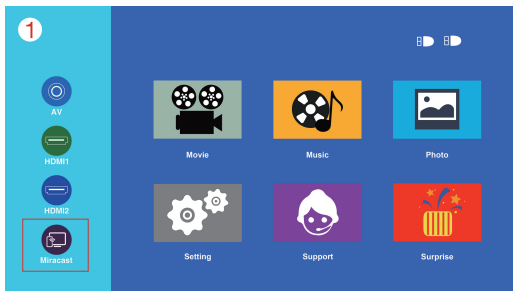 1
AV
HDMI1
HDMI2
Miracast
Movie
Music
Photo
Setting
Support
Surprise